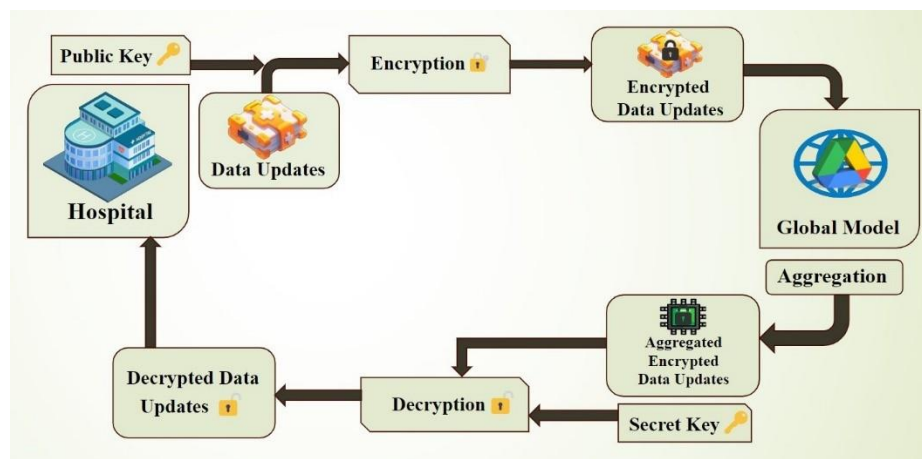 Public Key
Encryption
Encrypted
Data Updates
Data Updates
Hospital
Global Model
Aggregation
Aggregated
Encrypted
Data Updates
Decrypted Data
Updates
Decryption
Secret Key